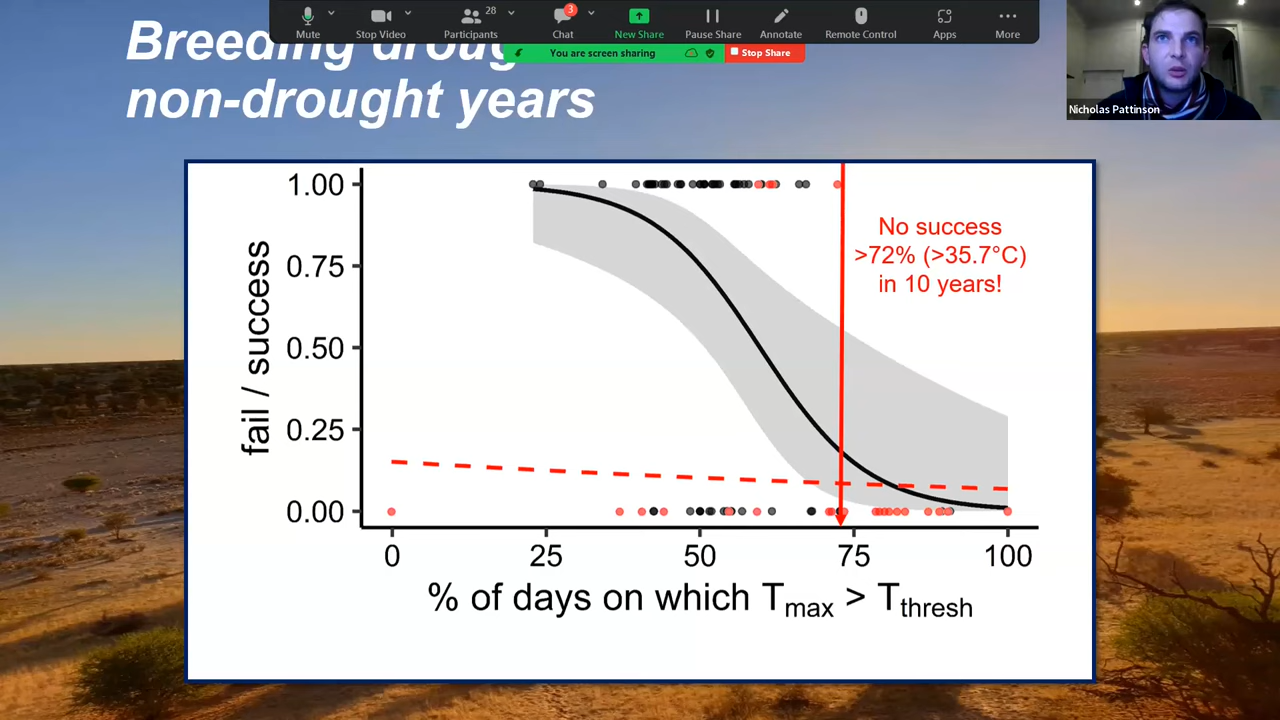 Mute
Stop Video
Participants
28
Chat
3
New Share
Pause Share
Annotate
Remote Control
Apps
More
You are screen sharing
Stop Share
Nicholas Pattinson
Breeding
non-drought years
fail / success
1.00
0.75
0.50
0.25
0.00
No success
>72% (>35.7°C)
in 10 years!
0 25 50 75 100
% of days on which Tmax > Tthresh